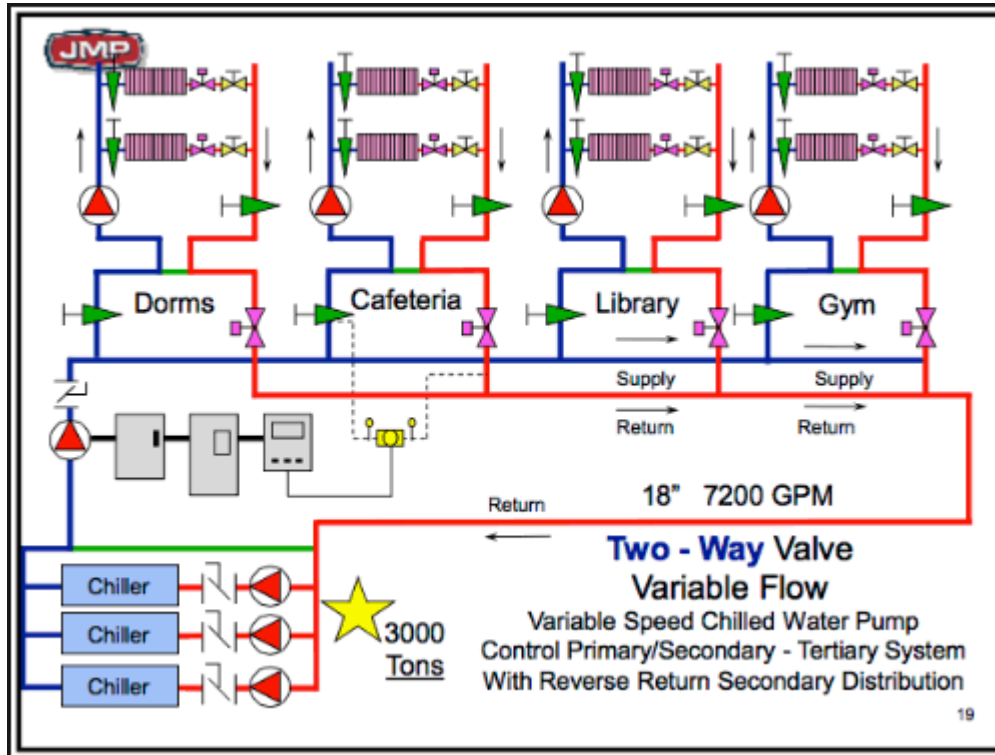 JMP
Dorms
Cafeteria
Library
Gym
Supply
Supply
Return
Return
18” 7200 GPM
Return
Two - Way Valve
Variable Flow
Variable Speed Chilled Water Pump
Control Primary/Secondary - Tertiary System
With Reverse Return Secondary Distribution
Chiller
Chiller
Chiller
3000
Tons
19